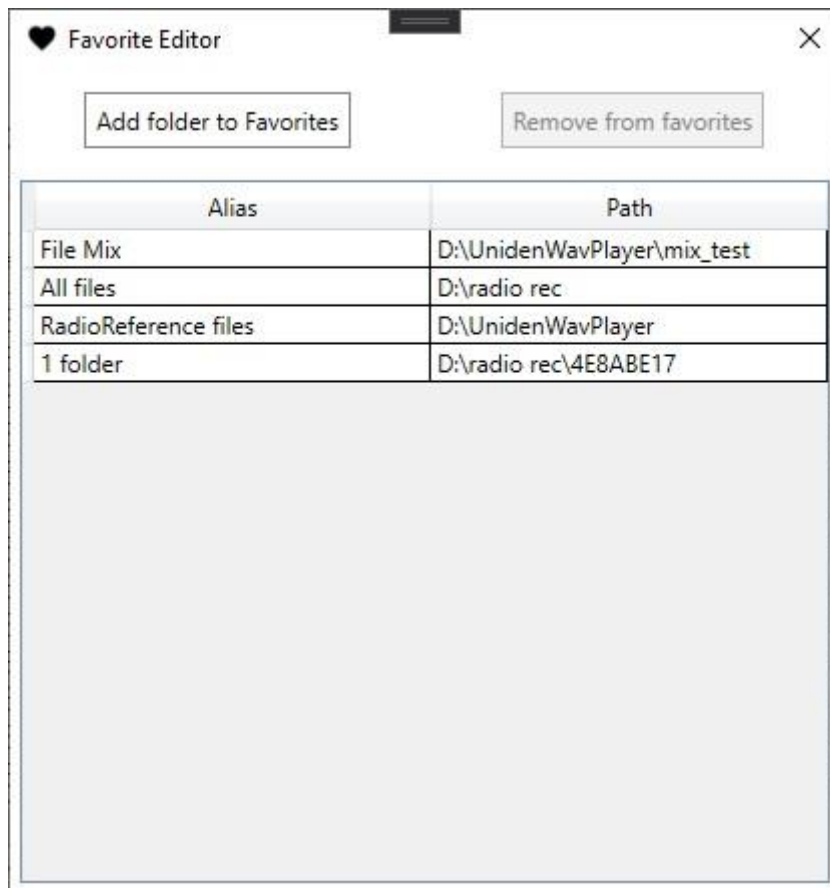 Favorite Editor
Add folder to Favorites Remove from favorites
Alias Path
File Mix D:\UnidenWavPlayer\mix_test
All files D:\radio rec
RadioReference files D:\UnidenWavPlayer
1 folder D:\radio rec\4E8ABE17